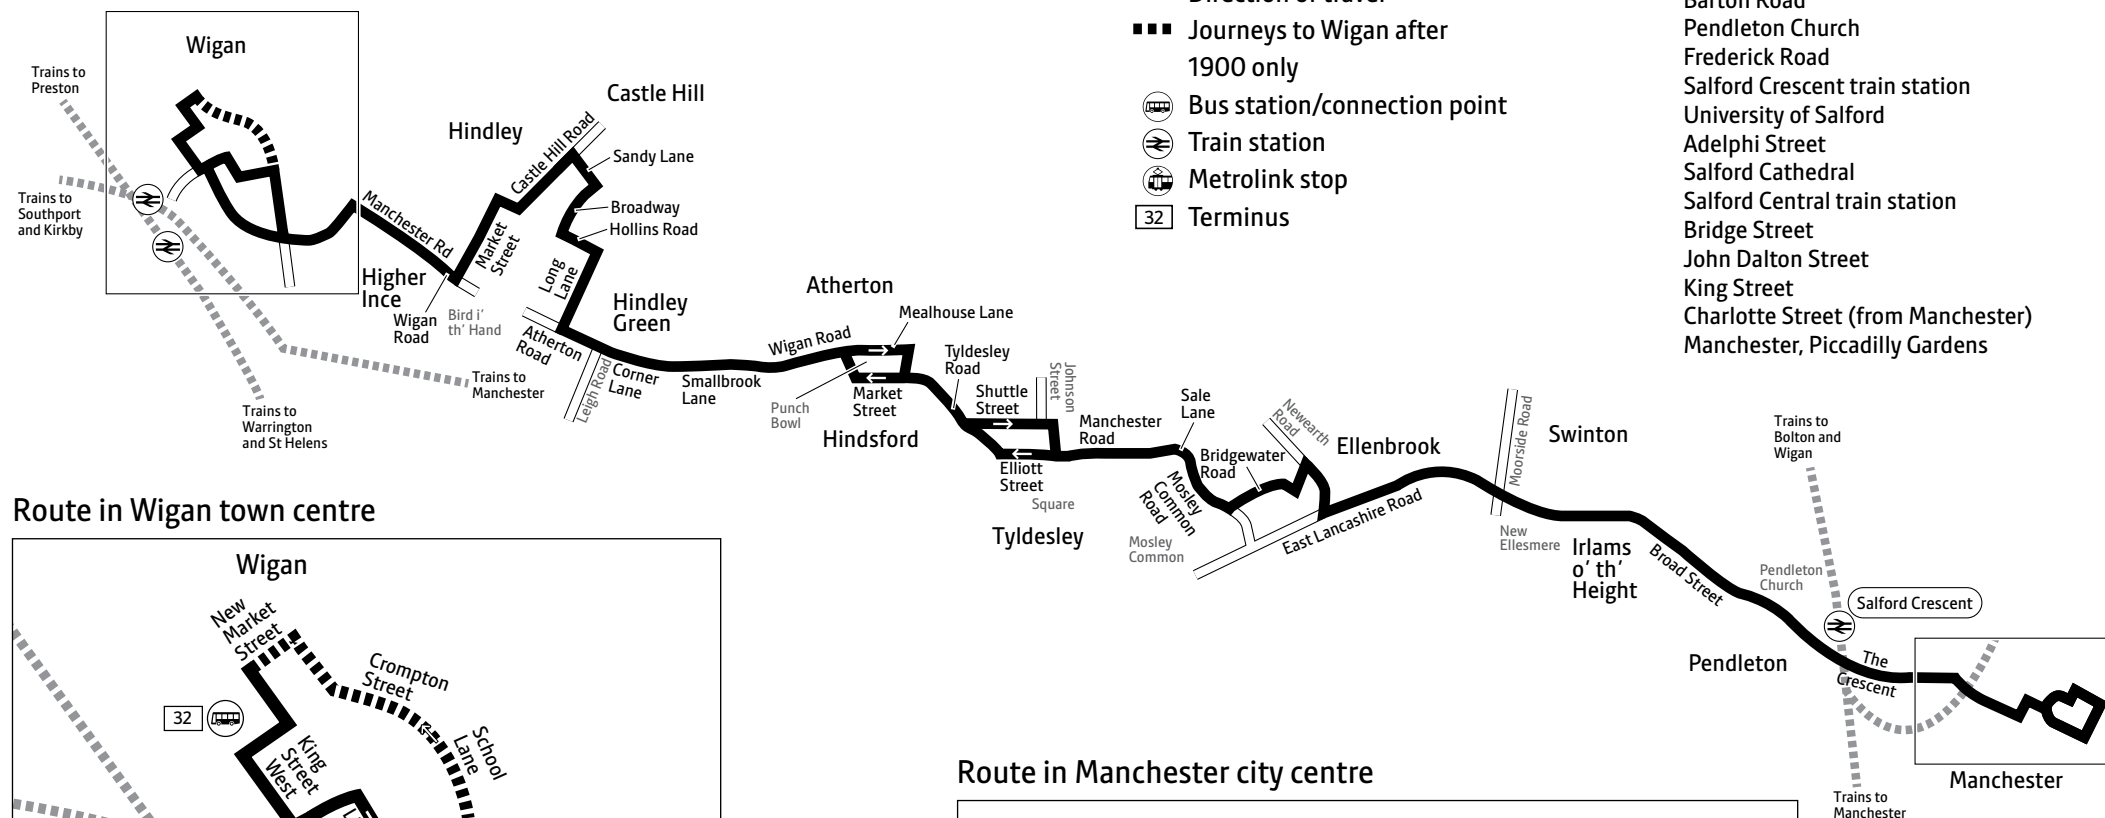 Direction of travel
Journeys to Wigan after
1900 only
Bus station/connection point
Train station
Metrolink stop
32 Terminus
Barton Road
Pendleton Church
Frederick Road
Salford Crescent train station
University of Salford
Adelphi Street
Salford Cathedral
Salford Central train station
Bridge Street
John Dalton Street
King Street
Charlotte Street (from Manchester)
Manchester, Piccadilly Gardens
Wigan
Trains to
Preston
Trains to
Southport
and Kirkby
Trains to
Warrington
and St Helens
Trains to
Manchester
Manchester Rd
Higher
Ince
Wigan
Road
Bird i'
th' Hand
Market
Street
Hindley
Castle Hill Road
Castle Hill
Sandy Lane
Broadway
Hollins Road
Long
Lane
Hindley
Green
Atherton
Road
Leigh Road
Corner
Lane
Smallbrook
Lane
Wigan Road
Atherton
Mealhouse Lane
Punch
Bowl
Market
Street
Hindsford
Tyldesley
Road
Shuttle
Street
Johnson
Street
Elliott
Street
Square
Tyldesley
Manchester
Road
Sale
Lane
Mosley
Common
Road
Mosley
Common
Bridgewater
Road
Newearth
Road
Ellenbrook
East Lancashire Road
Moorside Road
Swinton
New
Ellesmere
Irlams
o' th'
Height
Broad Street
Pendleton
Church
Trains to
Bolton and
Wigan
Salford Crescent
Pendleton
The
Crescent
Manchester
Trains to
Manchester
Route in Wigan town centre
Wigan
New
Market
Street
Crompton
Street
School
Lane
32
King
Street
West
Route in Manchester city centre